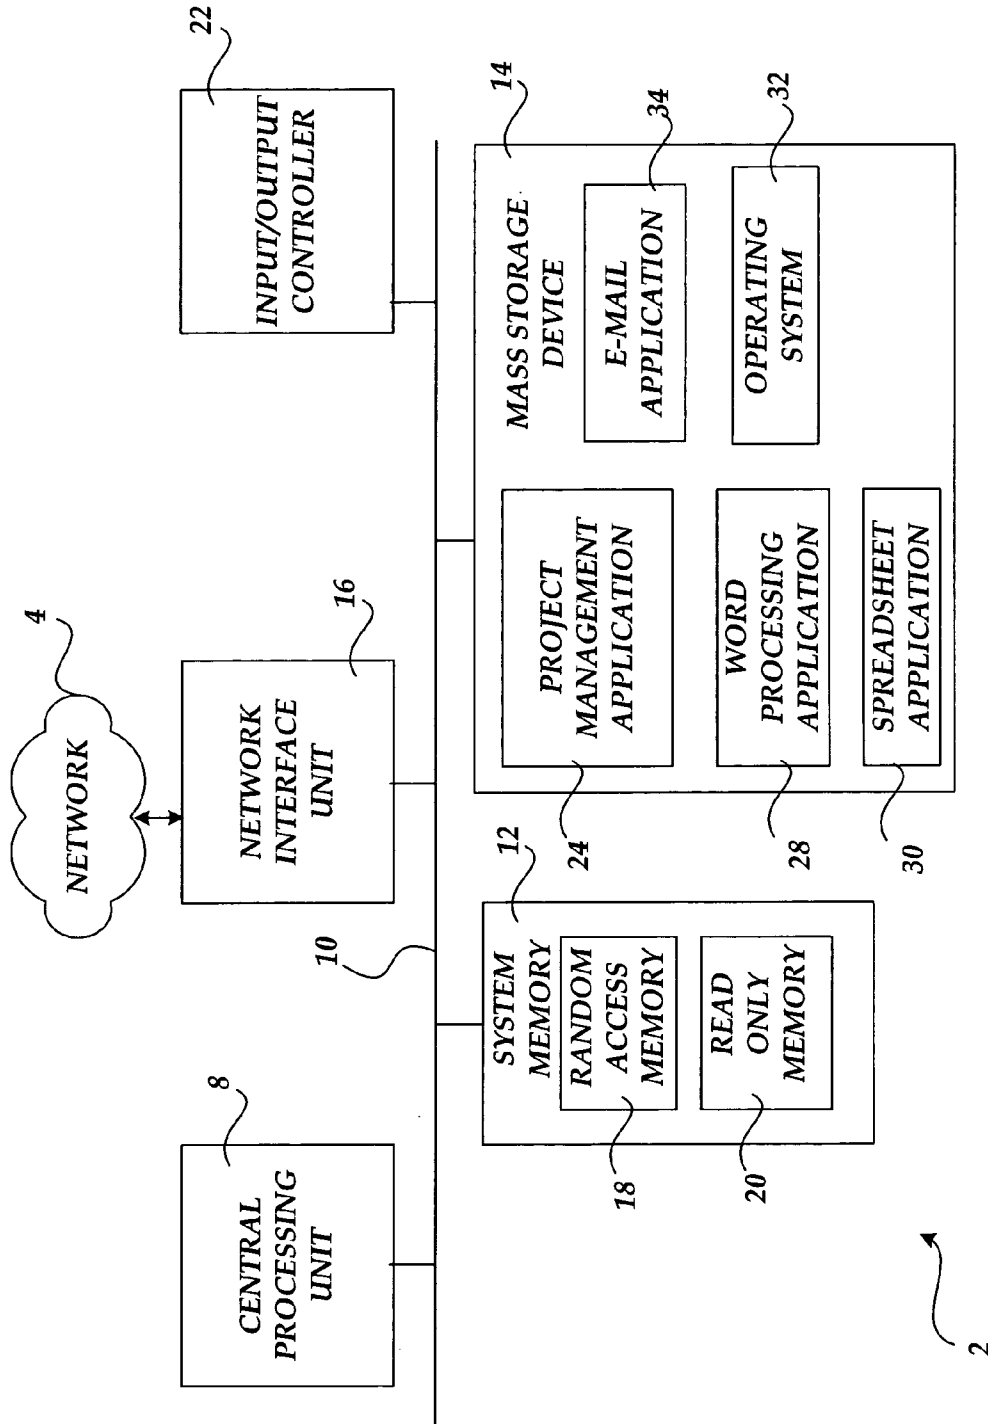 4
NETWORK
8
CENTRAL
PROCESSING
UNIT
16
NETWORK
INTERFACE
UNIT
22
INPUT/OUTPUT
CONTROLLER
10
12
SYSTEM
MEMORY
RANDOM
ACCESS
MEMORY
18
READ
ONLY
MEMORY
20
14
MASS STORAGE
DEVICE
PROJECT
MANAGEMENT
APPLICATION
24
E-MAIL
APPLICATION
34
WORD
PROCESSING
APPLICATION
28
OPERATING
SYSTEM
32
SPREADSHEET
APPLICATION
30
2